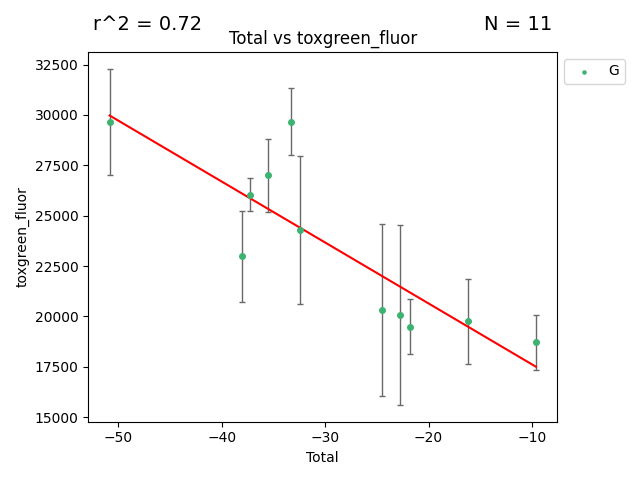 r^2 = 0.72
N = 11
Total vs toxgreen_fluor
G
32500
30000
27500
25000
22500
20000
17500
15000
toxgreen_fluor
−50
−40
−30
−20
−10
Total